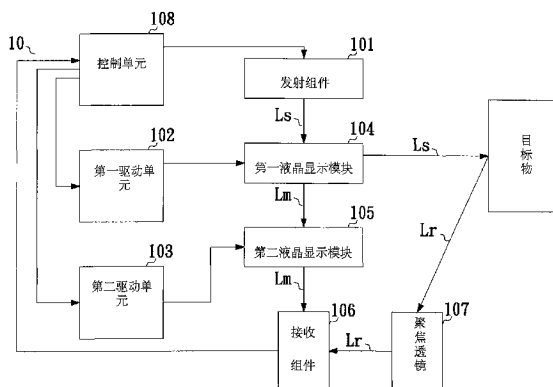 108
10
控制单元
101
发射组件
Ls
102
104
第一驱动单元
第一液晶显示模块
Ls
目标物
Lm
105
103
第二液晶显示模块
Lr
第二驱动单元
Lm
106
107
接收
组件
Lr
聚焦透镜